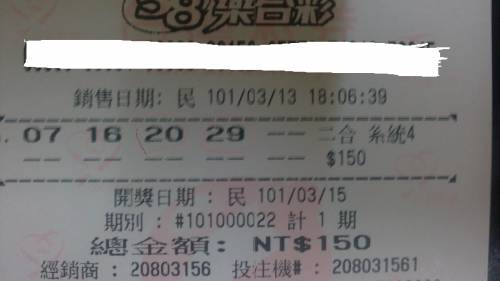 38樂合彩
銷售日期: 民 101/03/13 18:06:39
07 16 20 29 -- 二合 系統4
-- -- -- -- -- $150
開獎日期 : 民 101/03/15
期別 : #101000022 計 1 期
總金額: NT$150
經銷商 : 20803156 投注機# : 208031561